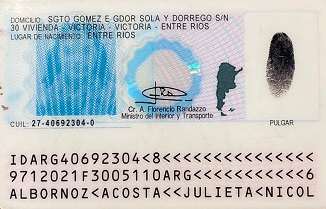 DOMICILIO: SGTO GOMEZ E GDOR SOLA Y DORREGO S/N
30 VIVIENDA - VICTORIA - VICTORIA - ENTRE RIOS
LUGAR DE NACIMIENTO: ENTRE RIOS
Cr. A. Florencio Randazzo
Ministro del Interior y Transporte
CUIL: 27-40692304-0
PULGAR
IDARG40692304<8<<<<<<<<<<<<<<<
9712021F3005110ARG<<<<<<<<<<<6
ALBORNOZ<ACOSTA<<JULIETA<NICOL